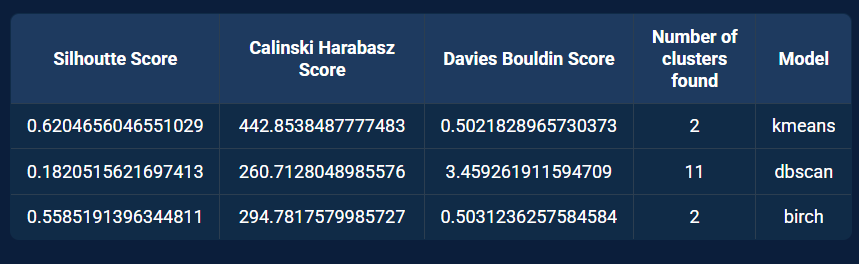 Silhoutte Score Calinski Harabasz Score Davies Bouldin Score Number of clusters found Model
0.6204656046551029 442.8538487777483 0.5021828965730373 2 kmeans
0.1820515621697413 260.7128048985576 3.459261911594709 11 dbscan
0.5585191396344811 294.7817579985727 0.5031236257584584 2 birch